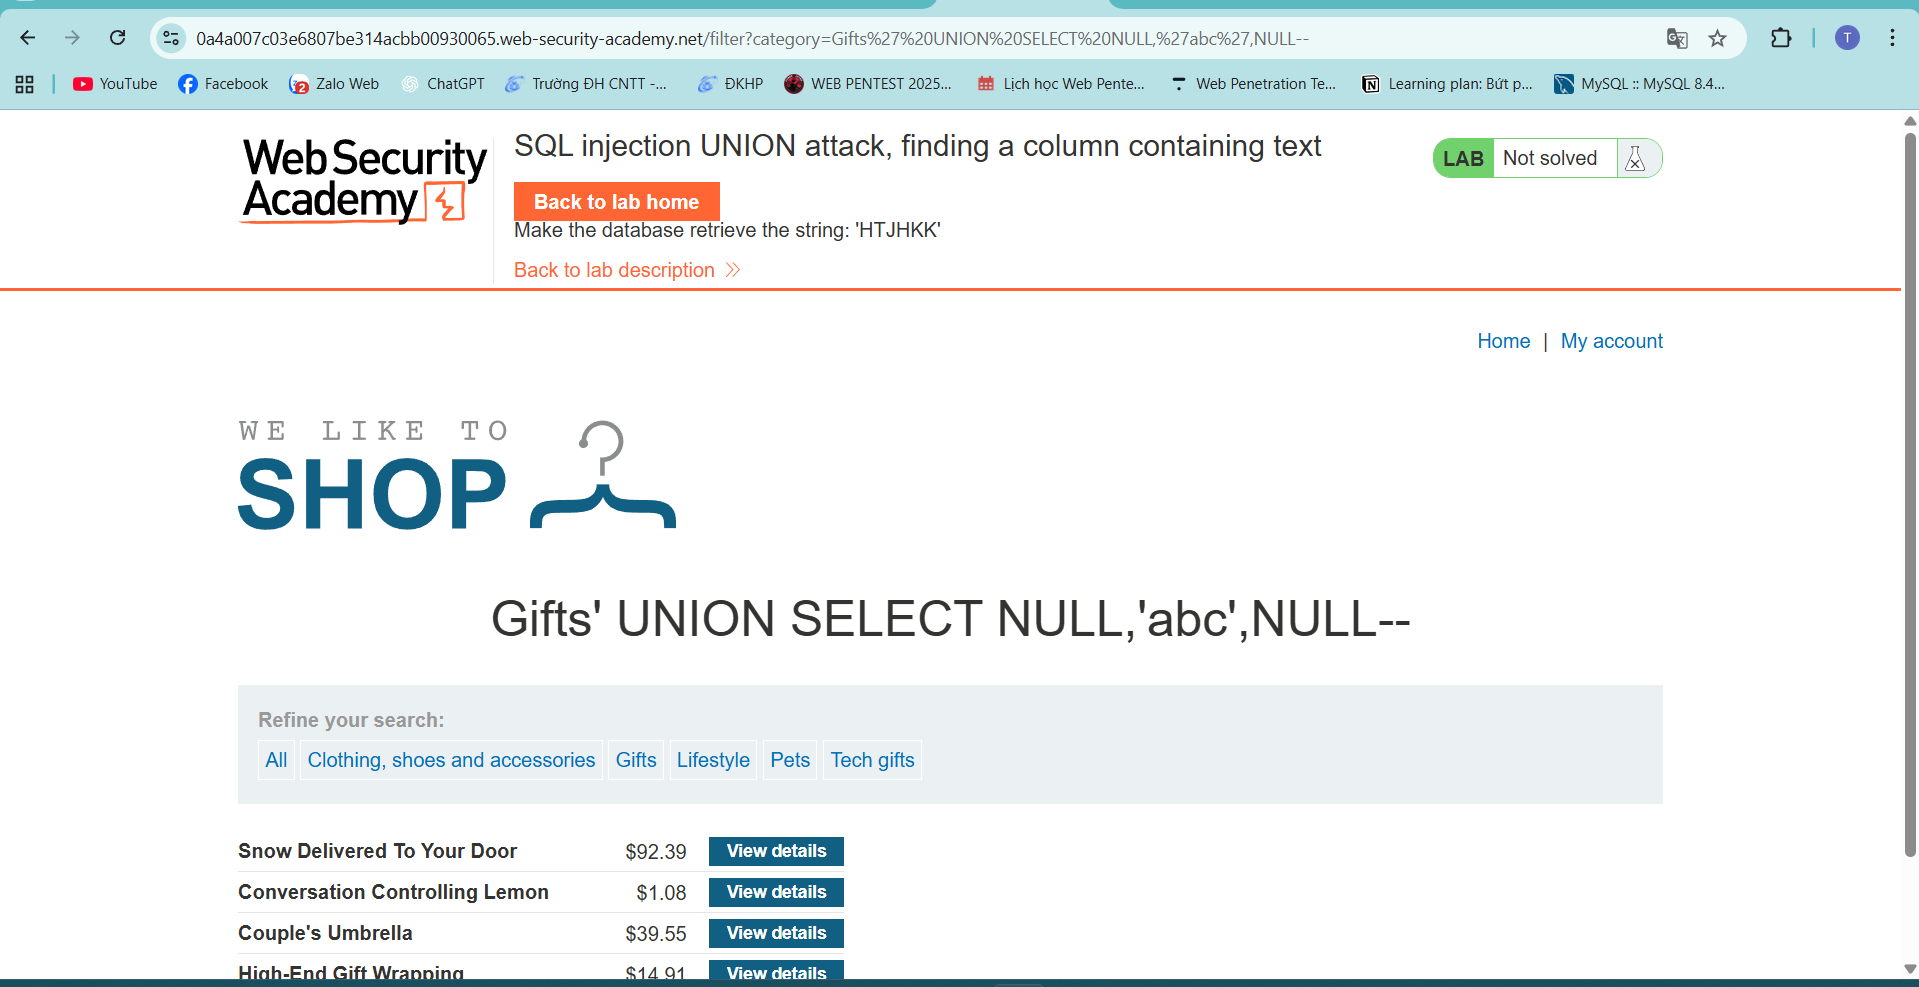 0a4a007c03e6807be314acbb00930065.web-security-academy.net/filter?category=Gifts%27%20UNION%20SELECT%20NULL,%27abc%27,NULL--
T
YouTube Facebook Zalo Web ChatGPT Trường ĐH CNTT -... ĐKHP WEB PENTEST 2025... Lịch học Web Pente... Web Penetration Te... Learning plan: Bứt p... MySQL :: MySQL 8.4...
Web Security Academy
SQL injection UNION attack, finding a column containing text
LAB Not solved
Back to lab home
Make the database retrieve the string: 'HTJHKK'
Back to lab description
Home | My account
WE LIKE TO
SHOP
Gifts' UNION SELECT NULL,'abc',NULL--
Refine your search:
All Clothing, shoes and accessories Gifts Lifestyle Pets Tech gifts
Snow Delivered To Your Door $92.39 View details
Conversation Controlling Lemon $1.08 View details
Couple's Umbrella $39.55 View details
High-End Gift Wrapping $14.91 View details